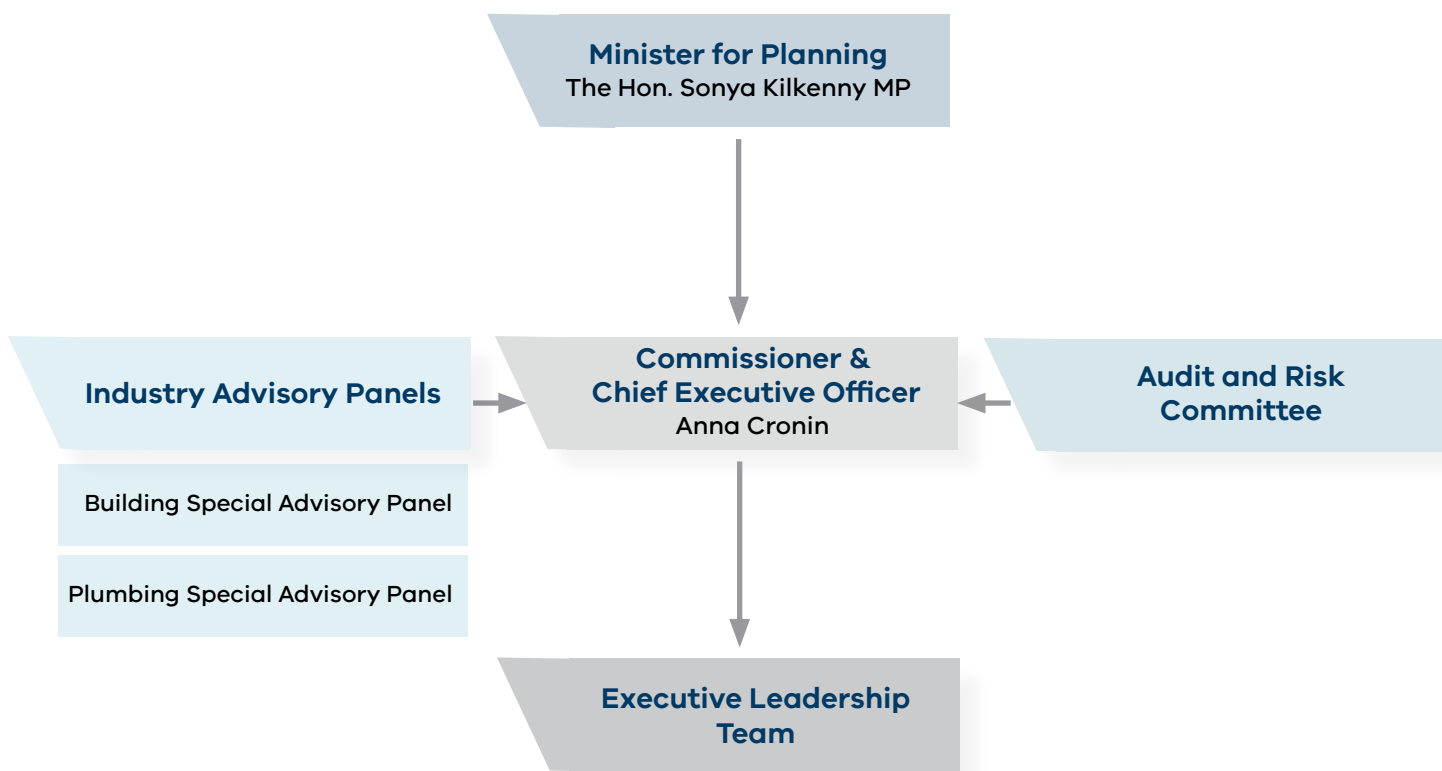 Minister for Planning
The Hon. Sonya Kilkenny MP
Industry Advisory Panels
Building Special Advisory Panel
Plumbing Special Advisory Panel
Commissioner &
Chief Executive Officer
Anna Cronin
Audit and Risk
Committee
Executive Leadership
Team